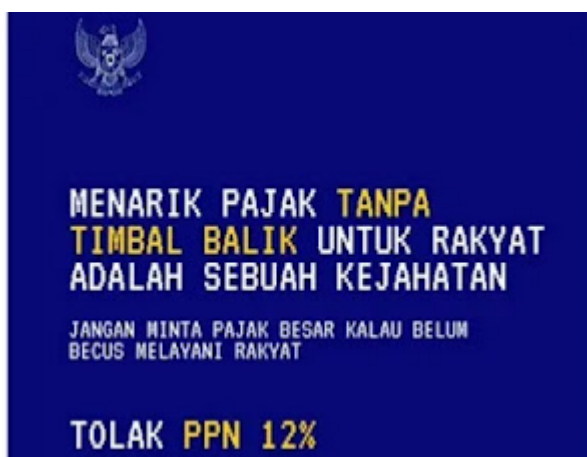 MENARIK PAJAK TANPA
TIMBAL BALIK UNTUK RAKYAT
ADALAH SEBUAH KEJAHATAN
JANGAN MINTA PAJAK BESAR KALAU BELUM
BECUS MELAYANI RAKYAT
TOLAK PPN 12%